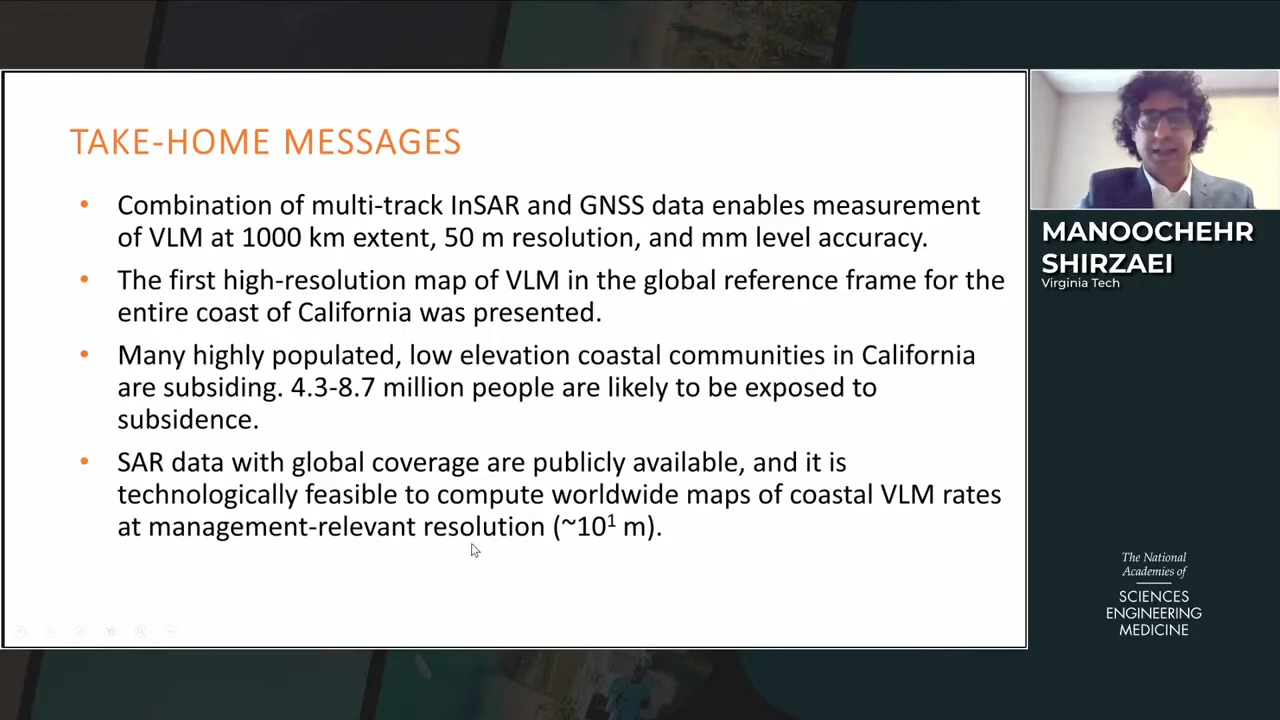 TAKE-HOME MESSAGES
• Combination of multi-track InSAR and GNSS data enables measurement
of VLM at 1000 km extent, 50 m resolution, and mm level accuracy.
• The first high-resolution map of VLM in the global reference frame for the
entire coast of California was presented.
• Many highly populated, low elevation coastal communities in California
are subsiding. 4.3-8.7 million people are likely to be exposed to
subsidence.
• SAR data with global coverage are publicly available, and it is
technologically feasible to compute worldwide maps of coastal VLM rates
at management-relevant resolution (~10¹ m).
MANOOCHEHR
SHIRZAEI
Virginia Tech
The National
Academies of
SCIENCES
ENGINEERING
MEDICINE